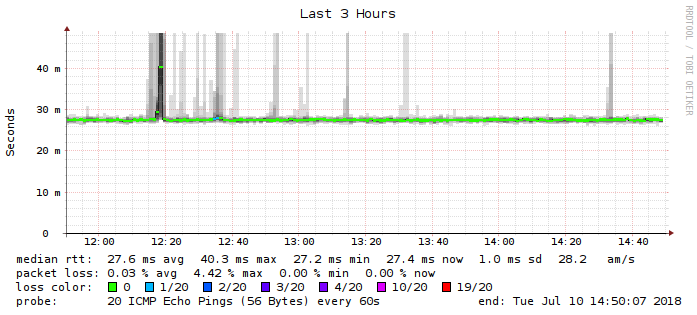 Last 3 Hours
RRDTOOL / TOBI OETIKER
Seconds
40 m
30 m
20 m
10 m
0
12:00 12:20 12:40 13:00 13:20 13:40 14:00 14:20 14:40
median rtt: 27.6 ms avg 40.3 ms max 27.2 ms min 27.4 ms now 1.0 ms sd 28.2 am/s
packet loss: 0.03 % avg 4.42 % max 0.00 % min 0.00 % now
loss color: 0 1/20 2/20 3/20 4/20 10/20 19/20
probe: 20 ICMP Echo Pings (56 Bytes) every 60s end: Tue Jul 10 14:50:07 2018